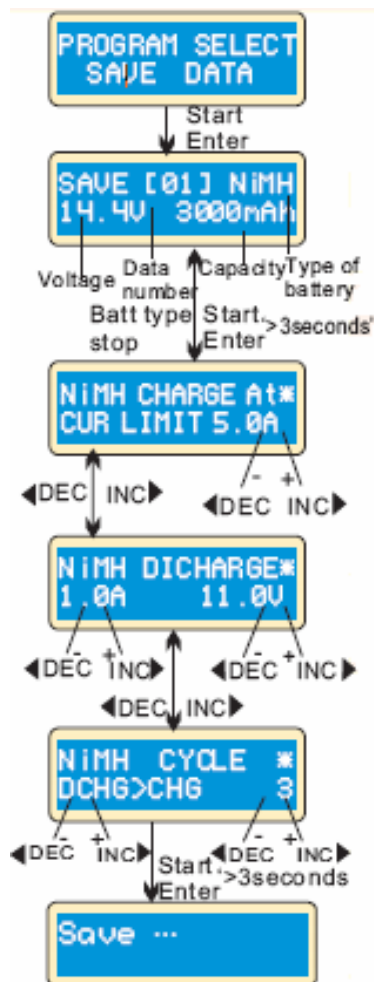 PROGRAM SELECT
SAVE DATA
Start
Enter
SAVE [01] NiMH
14.4V 3000mAh
Voltage Data number Capacity Type of battery
Batt type stop
Start. Enter >3seconds'
NiMH CHARGE At*
CUR LIMIT 5.0A
◀DEC INC▶ - +
◀DEC INC▶
NiMH DICHARGE*
1.0A 11.0V
- + - +
◀DEC INC▶ ◀DEC INC▶
◀DEC INC▶
NiMH CYCLE *
DCHG>CHG 3
- + - +
◀DEC INC▶ ◀DEC INC▶
Start. Enter >3seconds
Save ...